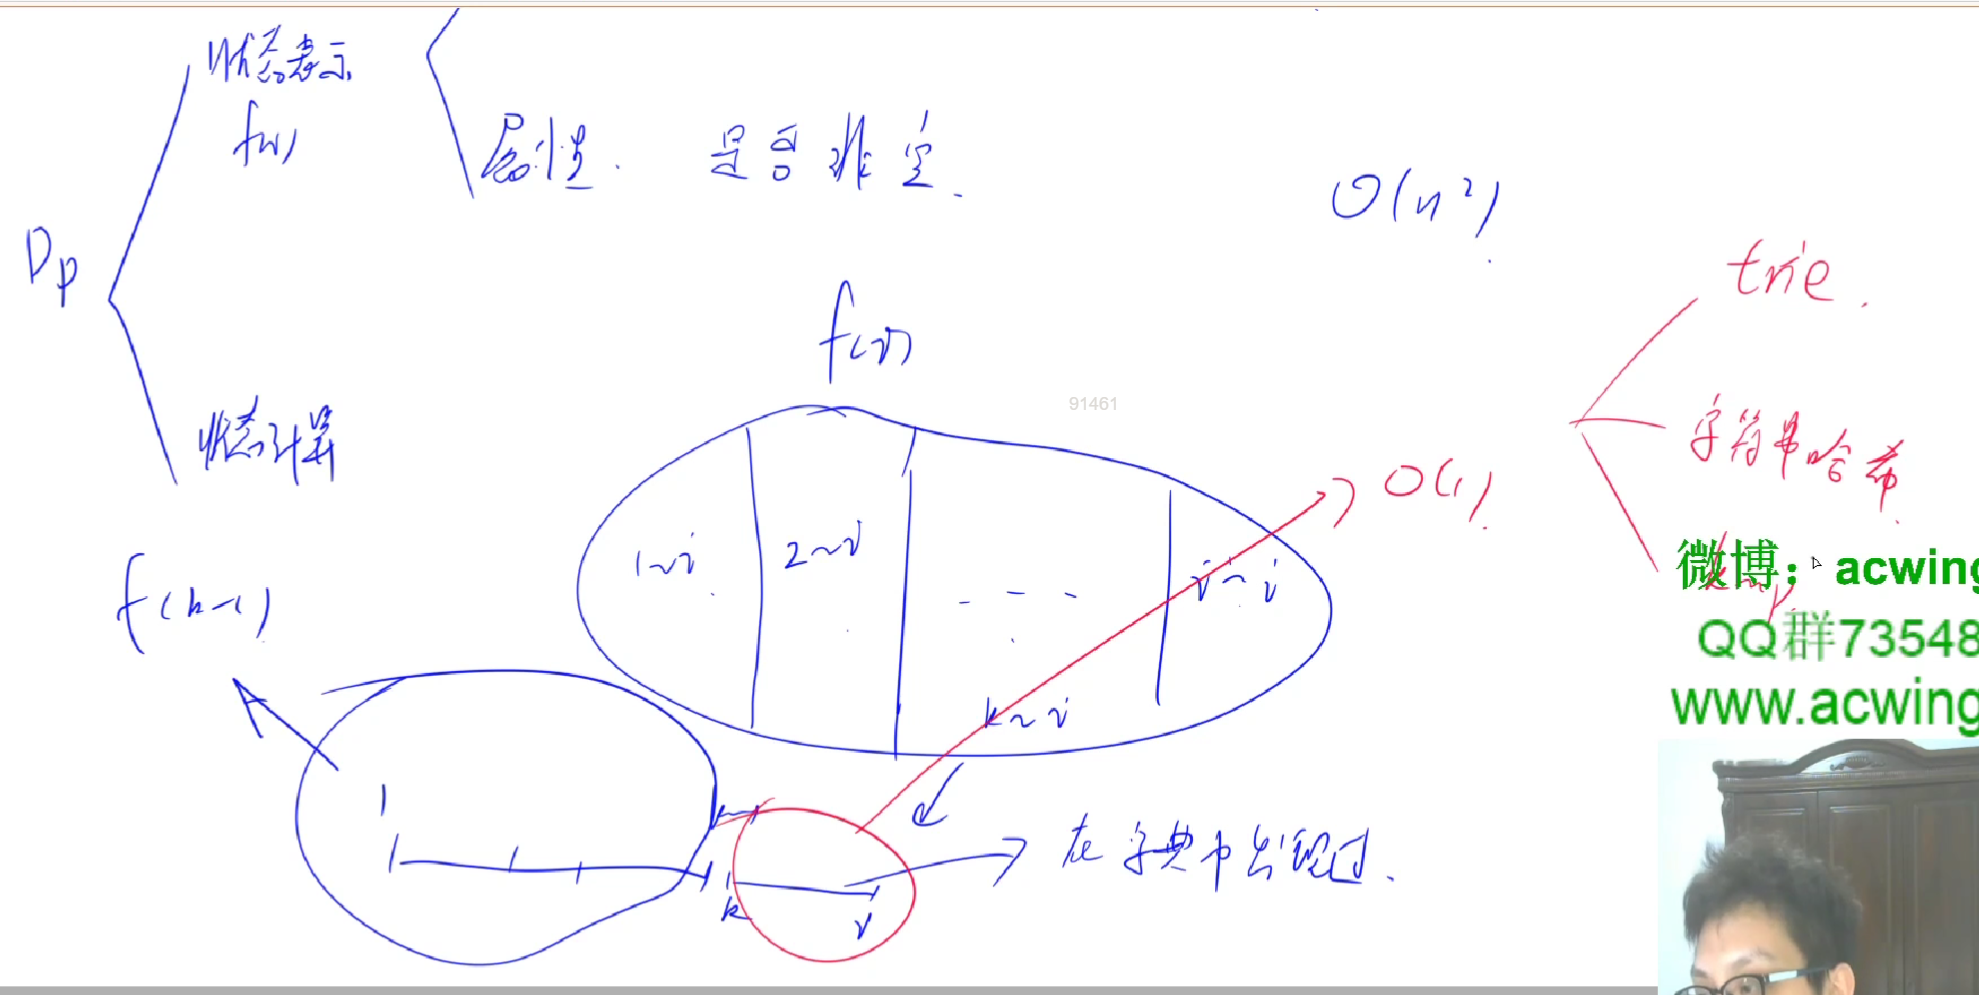 状态表示
f(i)
属性. 是否非空.
O(n²).
Dp
trie.
f(i)
91461
状态计算
字符串哈希
O(1)
1~i
2~i
- - -
i~i
微博：acwing
f(k-1)
QQ群73548
k~i
www.acwing
1
在字典中出现过.
k
i